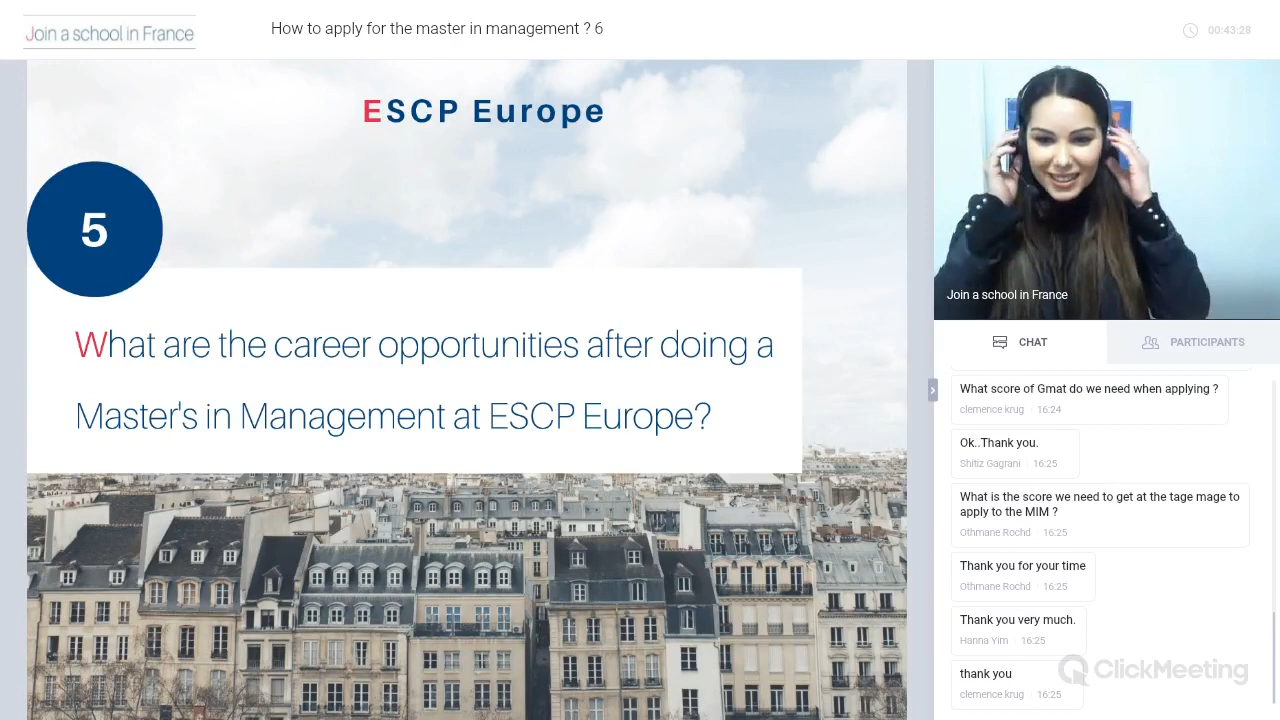 Join a school in France
How to apply for the master in management ? 6
00:43:28
ESCP Europe
5
What are the career opportunities after doing a
Master's in Management at ESCP Europe?
Join a school in France
CHAT
PARTICIPANTS
What score of Gmat do we need when applying ?
clemence krug 16:24
Ok..Thank you.
Shitiz Gagrani 16:25
What is the score we need to get at the tage mage to
apply to the MIM ?
Othmane Rochd 16:25
Thank you for your time
Othmane Rochd 16:25
Thank you very much.
Hanna Yim 16:25
thank you
clemence krug 16:25
ClickMeeting